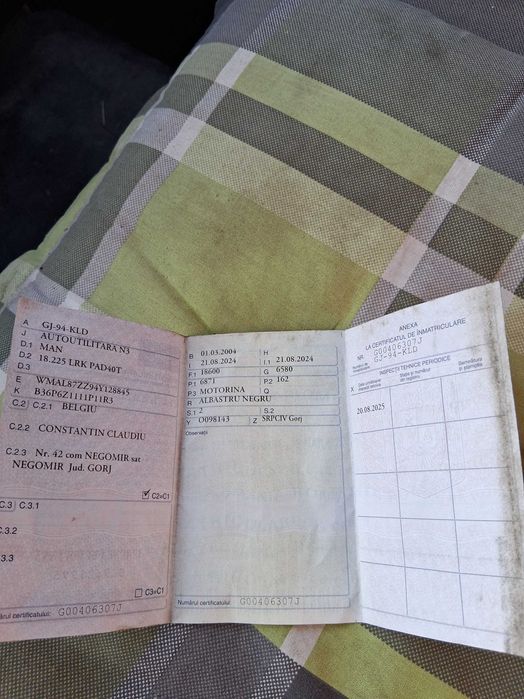 A GJ-94-KLD
J AUTOUTILITARA N3
D.1 MAN
D.2 18.225 LRK PAD40T
D.3
E WMAL87ZZ94Y128845
K B36P6Z1111P11R3
C.2 C.2.1 BELGIU
C.2.2 CONSTANTIN CLAUDIU
C.2.3 Nr. 42 com NEGOMIR sat
NEGOMIR Jud. GORJ
C2=C1
C.3 C.3.1
C.3.2
3.3
C3=C1
Numărul certificatului: G00406307J
B 01.03.2004 H
I 21.08.2024 I.1 21.08.2024
F.1 18600 G 6580
P.1 6871 P.2 162
P.3 MOTORINA Q
R ALBASTRU NEGRU
S.1 2 S.2
Y O098143 Z SRPCIV Gorj
Observații
Numărul certificatului: G00406307J
ANEXA
LA CERTIFICATUL DE ÎNMATRICULARE
NR. G00406307J
GJ-94-KLD
INSPECȚII TEHNICE PERIODICE
X
20.08.2025